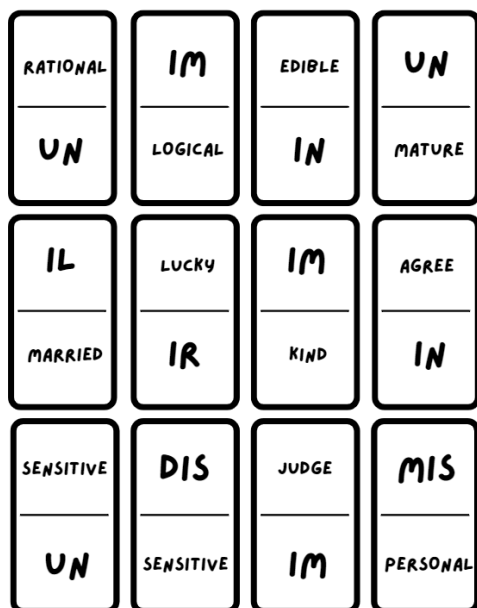 RATIONAL IM EDIBLE UN
UN LOGICAL IN MATURE
IL LUCKY IM AGREE
MARRIED IR KIND IN
SENSITIVE DIS JUDGE MIS
UN SENSITIVE IM PERSONAL